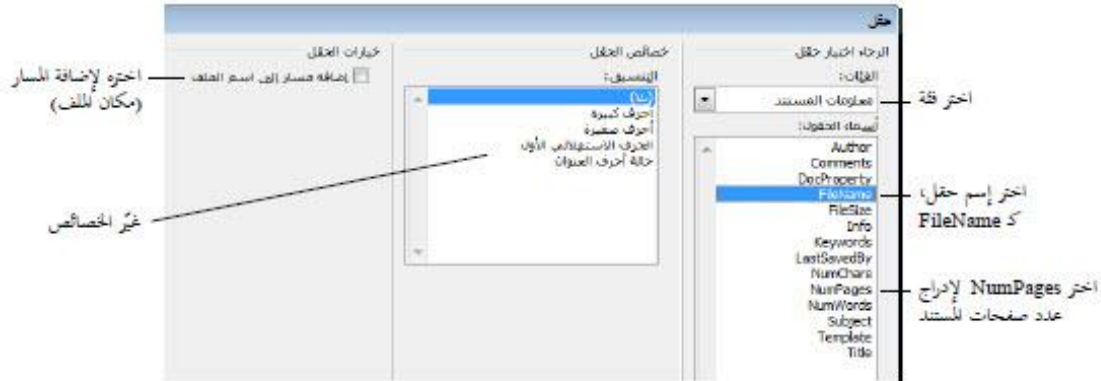 حقل
الرجاء اختيار حقل
الفئات:
معلومات المستند
أسماء الحقول:
Author
Comments
DocProperty
FileName
FileSize
Info
Keywords
LastSavedBy
NumChars
NumPages
NumWords
Subject
Template
Title
خصائص الحقل
التنسيق:
(بلا)
أحرف كبيرة
أحرف صغيرة
الحرف الاستهلالي الأول
حالة أحرف العنوان
خيارات الحقل
إضافة مسار إلى اسم الملف
اختر فئة
اختر إسم حقل،
كـ FileName
اختر NumPages لإدراج
عدد صفحات المستند
اختره لإضافة المسار
(مكان الملف)
غيّر الخصائص